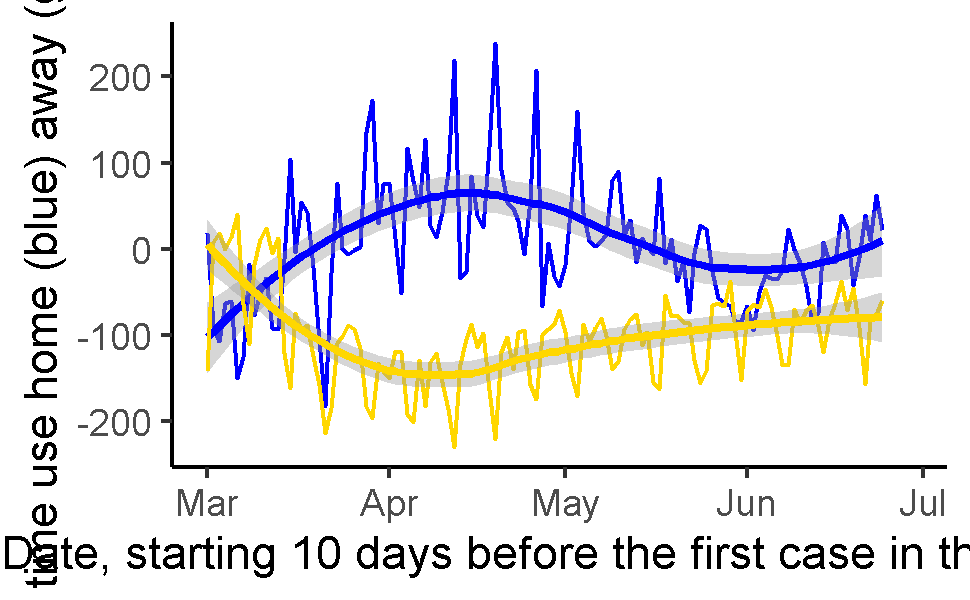 time use home (blue) away (
200
100
0
-100
-200
Mar Apr May Jun Jul
Date, starting 10 days before the first case in th